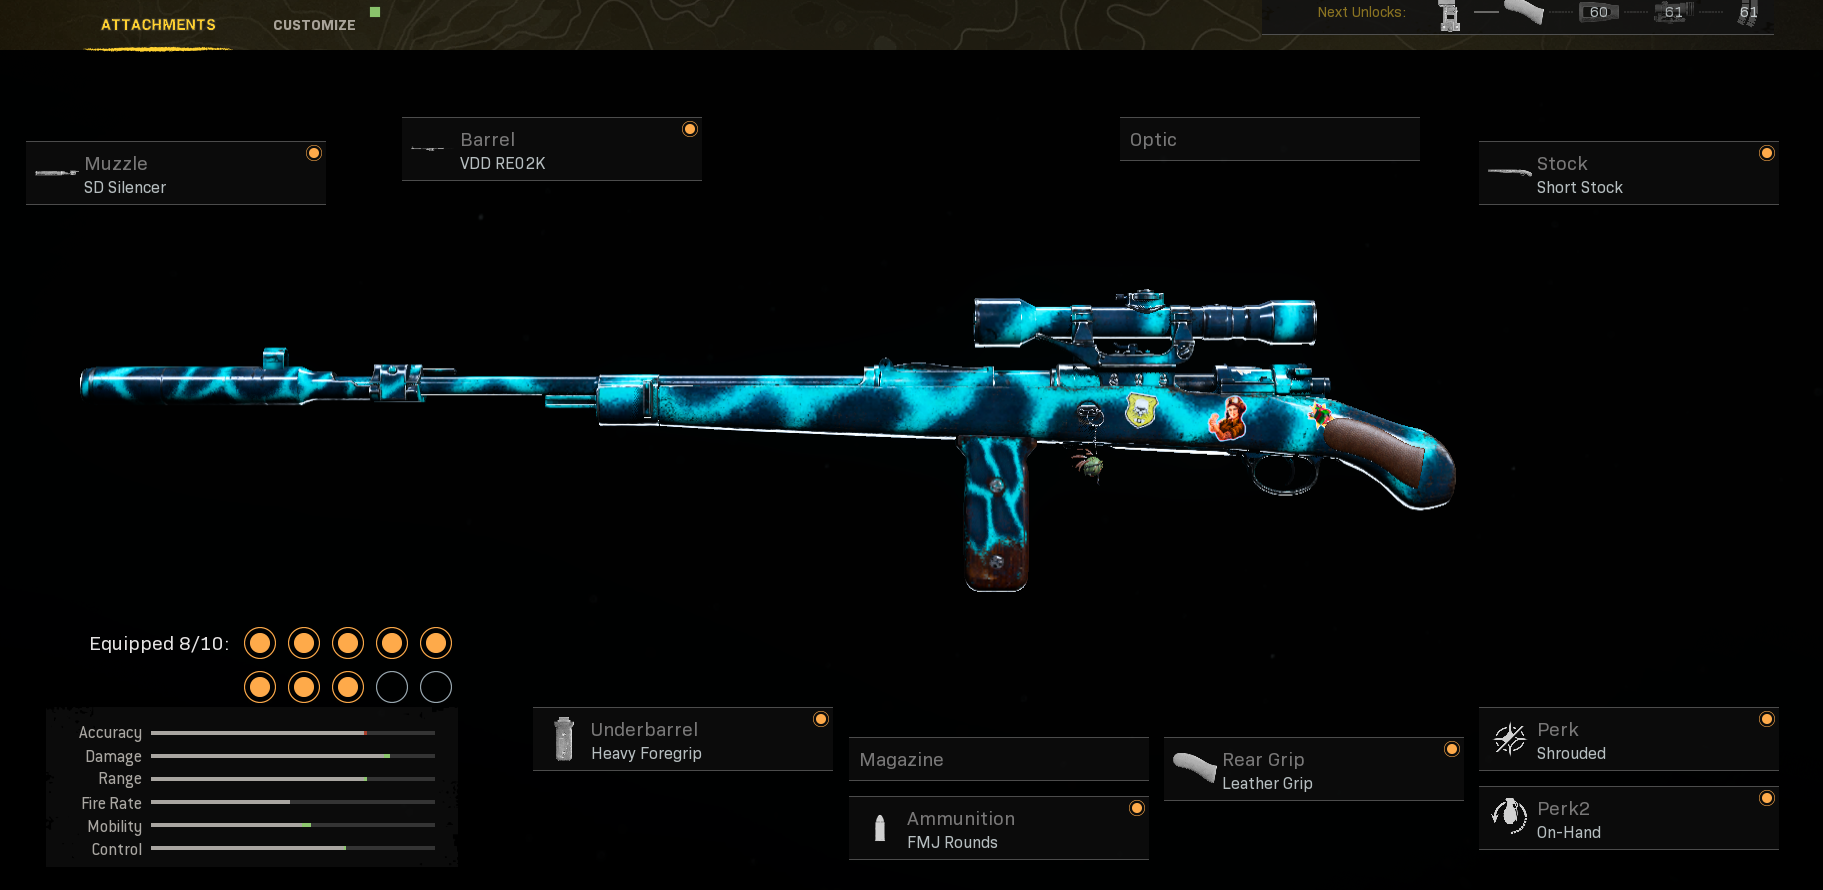 ATTACHMENTS
CUSTOMIZE
Next Unlocks:
60
61
61
Muzzle
SD Silencer
Barrel
VDD RE02K
Optic
Stock
Short Stock
Equipped 8/10:
Accuracy
Damage
Range
Fire Rate
Mobility
Control
Underbarrel
Heavy Foregrip
Magazine
Ammunition
FMJ Rounds
Rear Grip
Leather Grip
Perk
Shrouded
Perk2
On-Hand